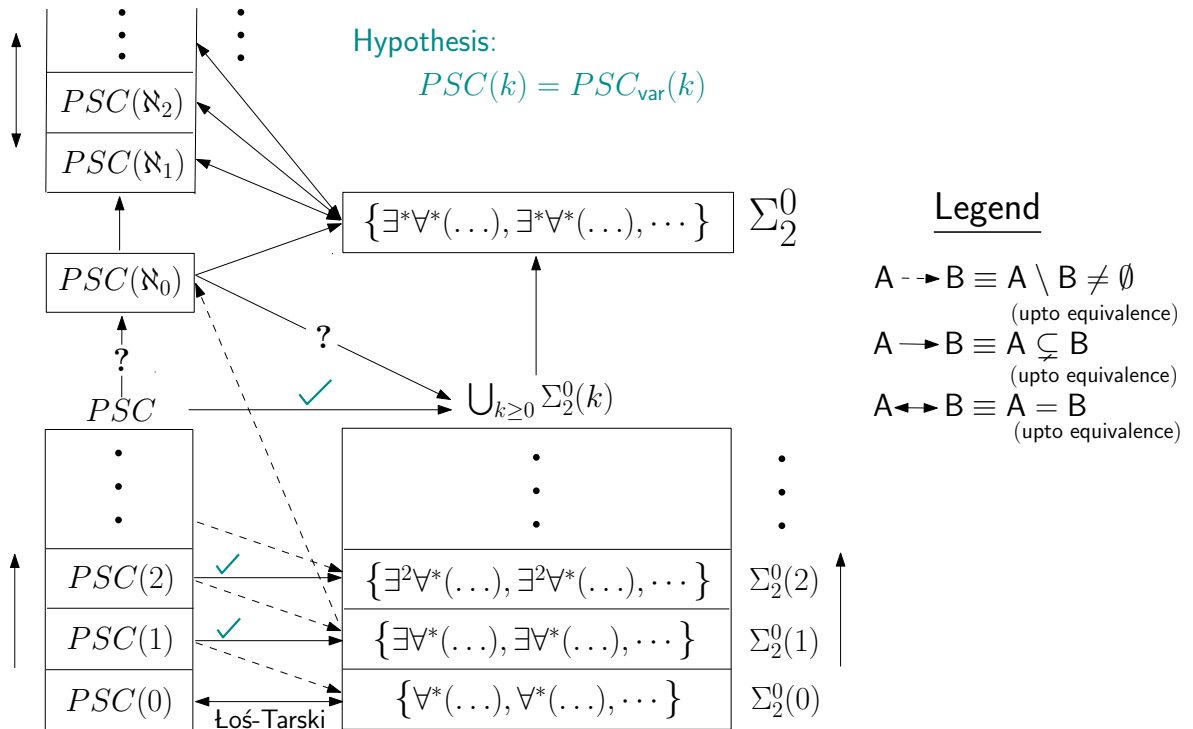 Hypothesis:
PSC(k) = PSC_var(k)
PSC(ℵ₂)
PSC(ℵ₁)
{∃*∀*(...), ∃*∀*(...), ⋯} Σ⁰₂
PSC(ℵ₀)
?
?
PSC
⋃_{k≥0} Σ⁰₂(k)
Legend
A ⇢ B ≡ A \ B ≠ ∅
(upto equivalence)
A → B ≡ A ⊊ B
(upto equivalence)
A ↔ B ≡ A = B
(upto equivalence)
PSC(2) {∃²∀*(...), ∃²∀*(...), ⋯} Σ⁰₂(2)
PSC(1) {∃∀*(...), ∃∀*(...), ⋯} Σ⁰₂(1)
PSC(0) {∀*(...), ∀*(...), ⋯} Σ⁰₂(0)
Łoś-Tarski